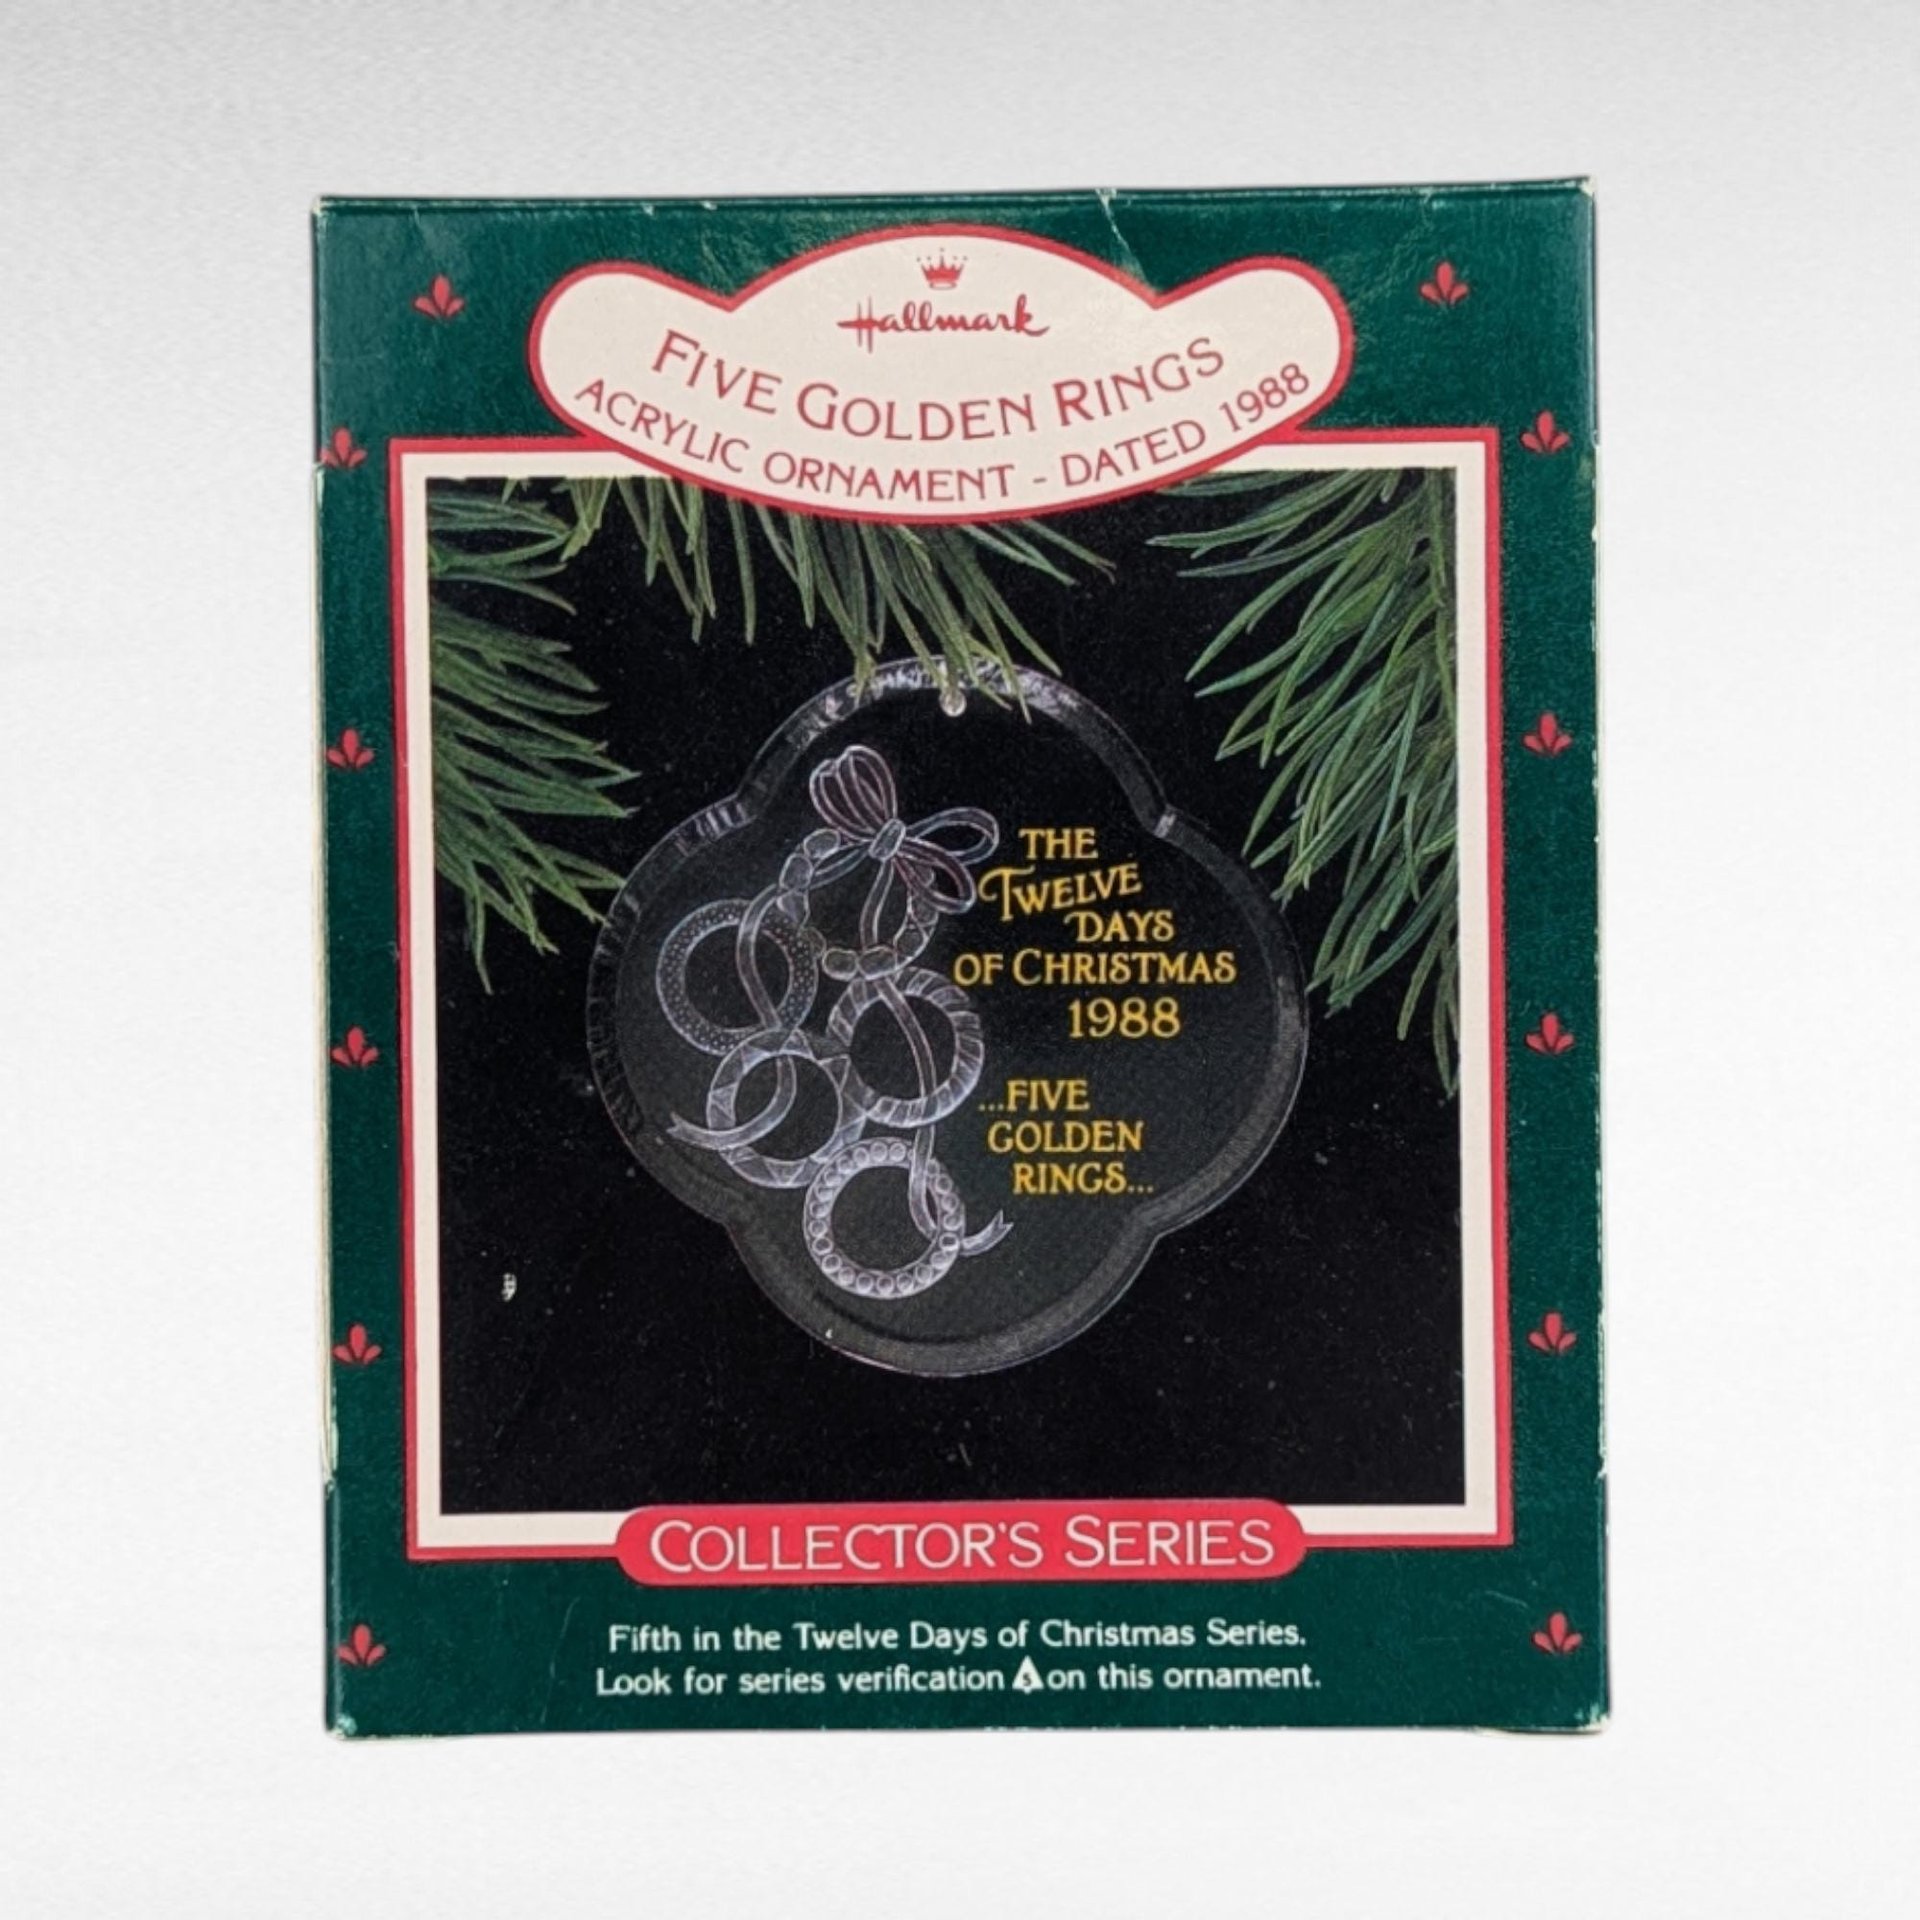 Hallmark
FIVE GOLDEN RINGS
ACRYLIC ORNAMENT - DATED 1988
THE
TWELVE
DAYS
OF CHRISTMAS
1988
...FIVE
GOLDEN
RINGS...
COLLECTOR'S SERIES
Fifth in the Twelve Days of Christmas Series.
Look for series verification 5 on this ornament.